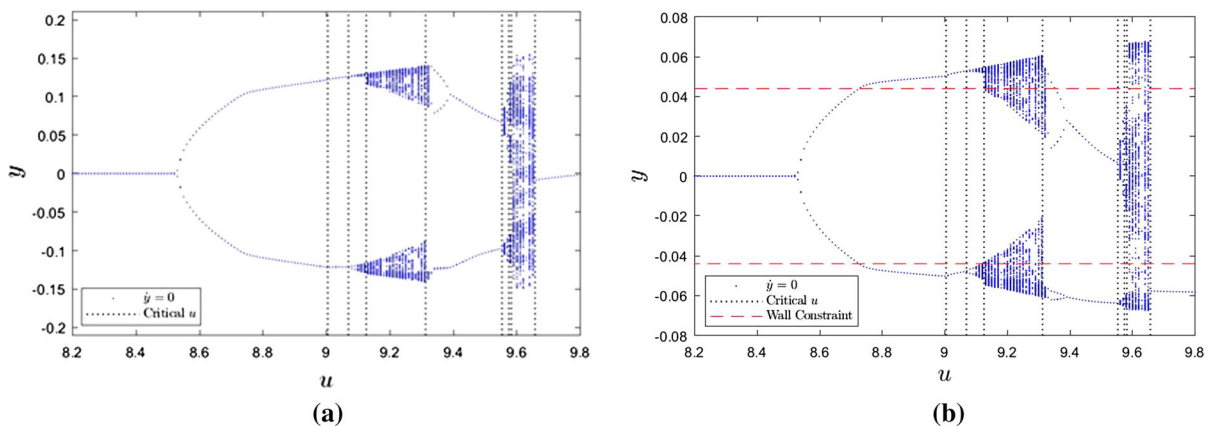 0.2
0.15
0.1
0.05
0
-0.05
-0.1
-0.15
-0.2
y
ẏ = 0
Critical u
8.2 8.4 8.6 8.8 9 9.2 9.4 9.6 9.8
u
(a)
0.08
0.06
0.04
0.02
0
-0.02
-0.04
-0.06
-0.08
y
ẏ = 0
Critical u
Wall Constraint
8.2 8.4 8.6 8.8 9 9.2 9.4 9.6 9.8
u
(b)